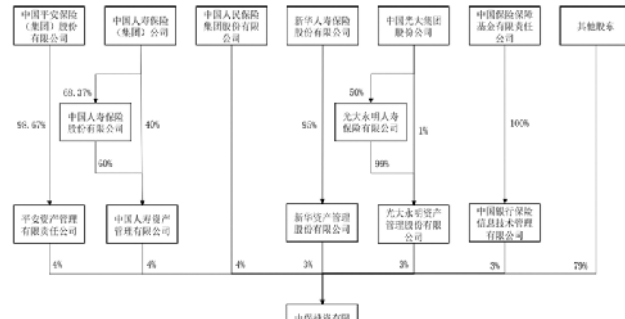 中国平安保险
（集团）股份
有限公司
中国人寿保险
（集团）公司
中国人民保险
集团股份有限
公司
新华人寿保险
股份有限公司
中国光大集团
股份公司
中国保险保障
基金有限责任
公司
其他股东
68.37%
50%
中国人寿保险
股份有限公司
光大永明人寿
保险有限公司
99.67%
40%
1%
100%
60%
99%
平安资产管理
有限责任公司
中国人寿资产
管理有限公司
新华资产管理
股份有限公司
光大永明资产
管理股份有限
公司
中国银行保险
信息技术管理
有限公司
4%
4%
4%
3%
3%
3%
79%